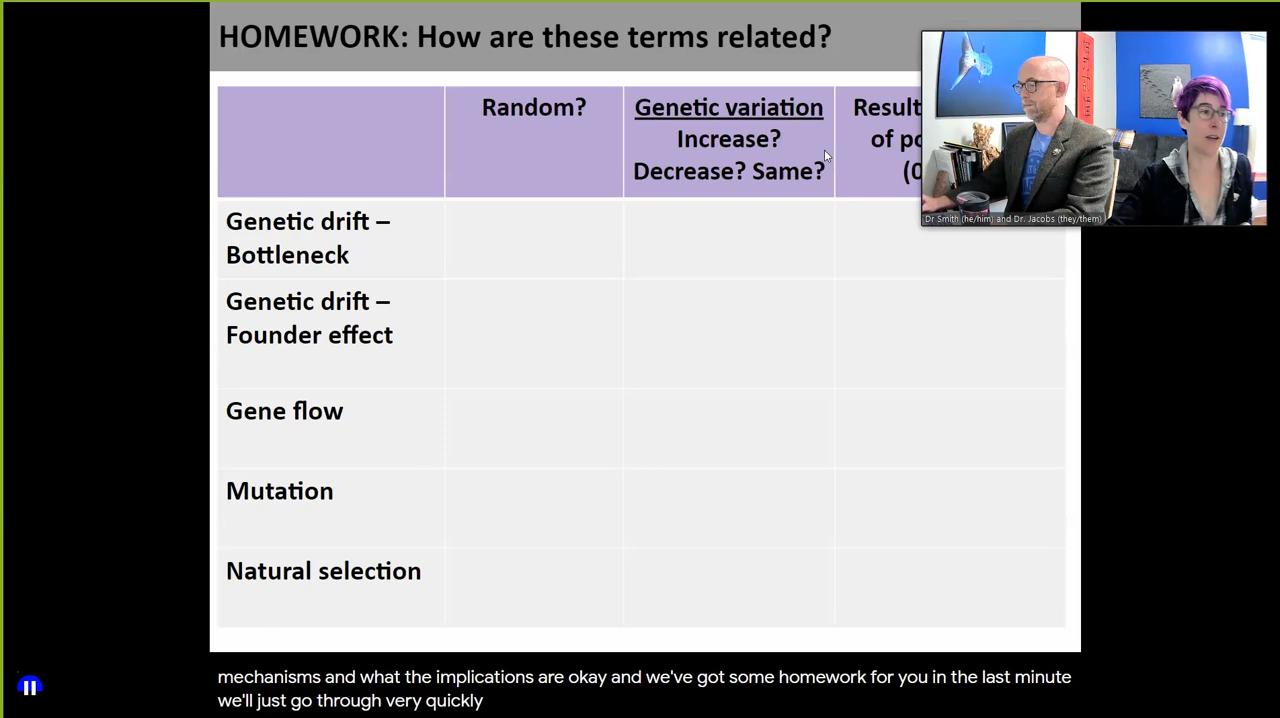 HOMEWORK: How are these terms related?
Random?
Genetic variation
Increase?
Decrease? Same?
Result
of po
(0
Genetic drift –
Bottleneck
Genetic drift –
Founder effect
Gene flow
Mutation
Natural selection
Dr Smith (he/him) and Dr. Jacobs (they/them)
mechanisms and what the implications are okay and we've got some homework for you in the last minute
we'll just go through very quickly